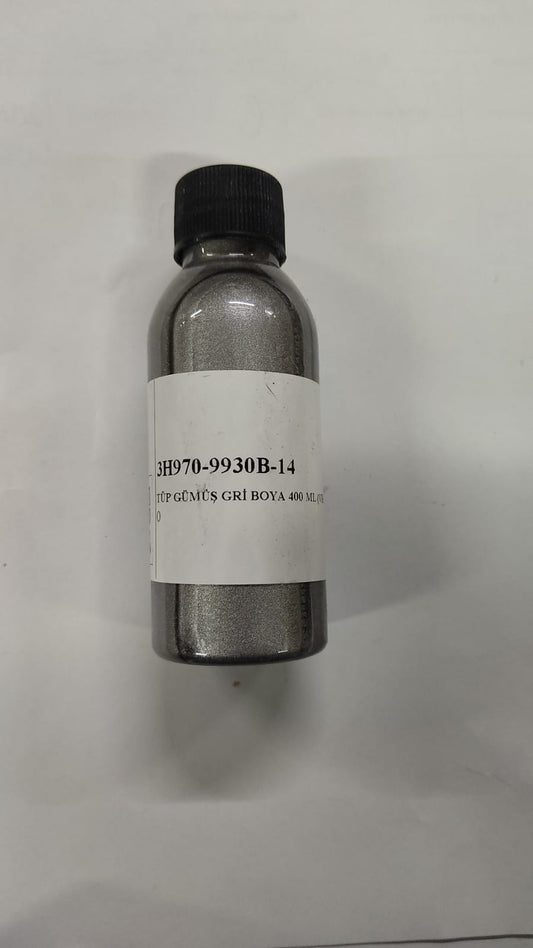 3H970-9930B-14
TÜP GÜMÜŞ GRİ BOYA 400 ML
O